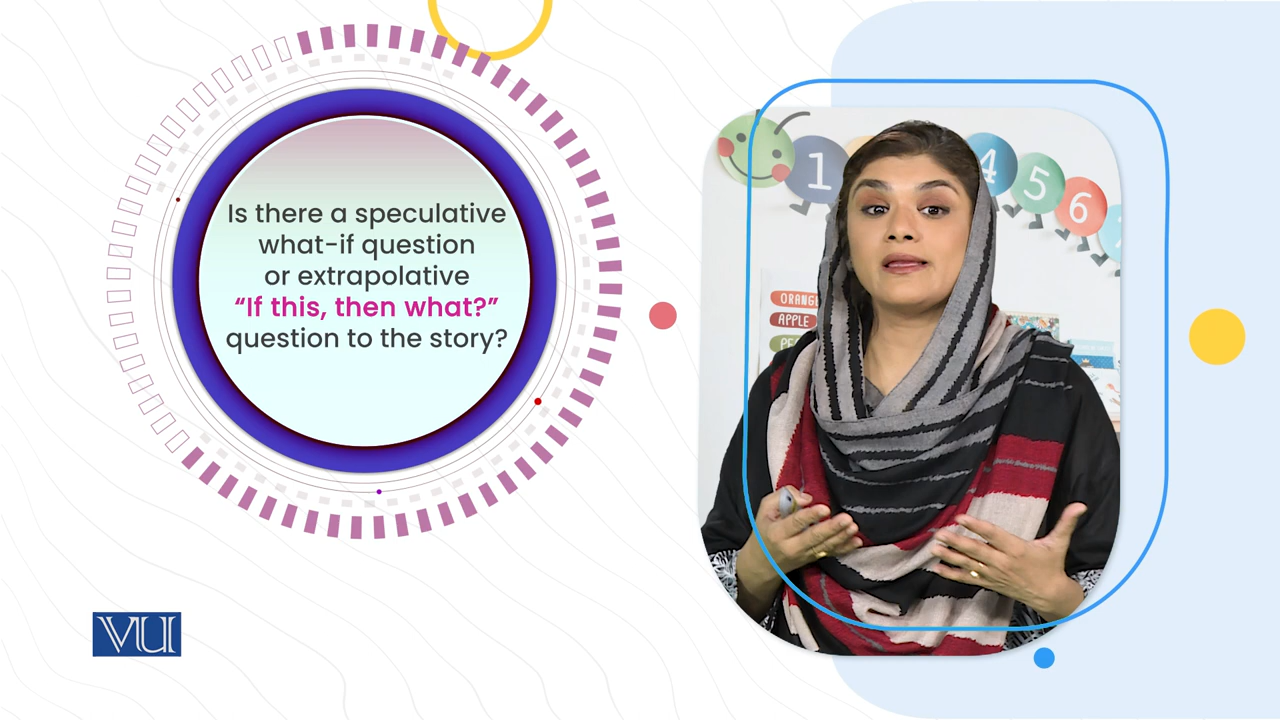 Is there a speculative
what-if question
or extrapolative
“If this, then what?”
question to the story?
1
4
5
6
ORANGE
APPLE
VU